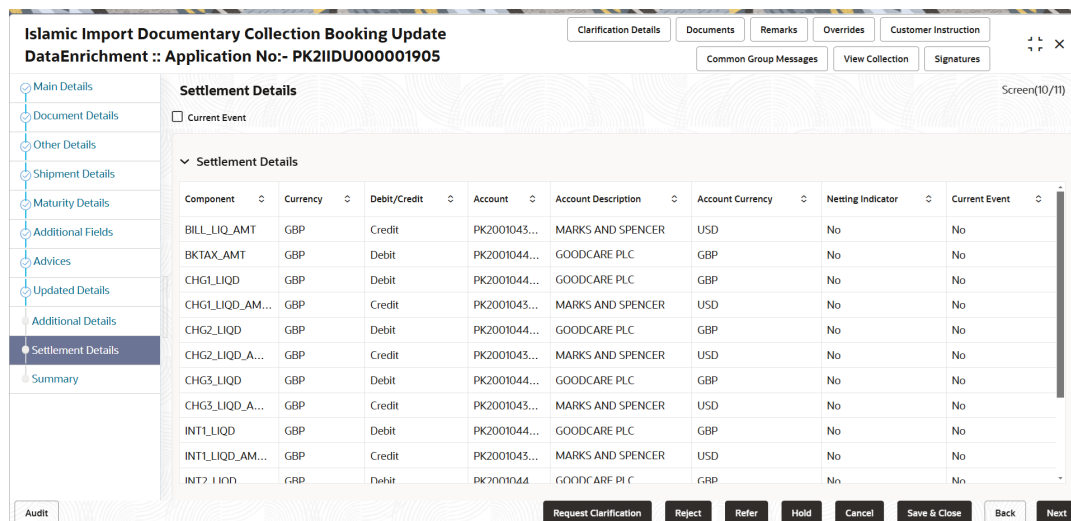 Islamic Import Documentary Collection Booking Update
DataEnrichment :: Application No:- PK2IIDU000001905
Clarification Details Documents Remarks Overrides Customer Instruction
Common Group Messages View Collection Signatures
Main Details
Document Details
Other Details
Shipment Details
Maturity Details
Additional Fields
Advices
Updated Details
Additional Details
Settlement Details
Summary
Settlement Details Screen(10/11)
Current Event
Settlement Details
Component Currency Debit/Credit Account Account Description Account Currency Netting Indicator Current Event
BILL_LIQ_AMT GBP Credit PK2001043... MARKS AND SPENCER USD No No
BKTAX_AMT GBP Debit PK2001044... GOODCARE PLC GBP No No
CHG1_LIQD GBP Debit PK2001044... GOODCARE PLC GBP No No
CHG1_LIQD_AM... GBP Credit PK2001043... MARKS AND SPENCER USD No No
CHG2_LIQD GBP Debit PK2001044... GOODCARE PLC GBP No No
CHG2_LIQD_A... GBP Credit PK2001043... MARKS AND SPENCER USD No No
CHG3_LIQD GBP Debit PK2001044... GOODCARE PLC GBP No No
CHG3_LIQD_A... GBP Credit PK2001043... MARKS AND SPENCER USD No No
INT1_LIQD GBP Debit PK2001044... GOODCARE PLC GBP No No
INT1_LIQD_AM... GBP Credit PK2001043... MARKS AND SPENCER USD No No
INT2_LIQD GBP Debit PK2001044 GOODCARE PLC GBP No No
Audit Request Clarification Reject Refer Hold Cancel Save & Close Back Next